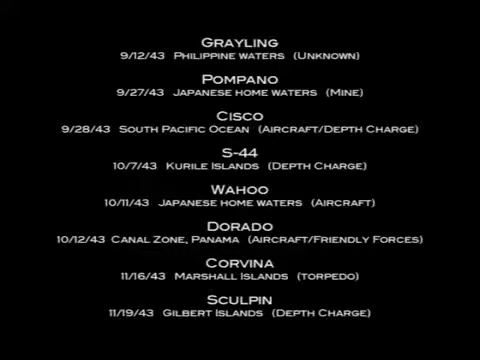 Grayling
9/12/43 Philippine waters (Unknown)
Pompano
9/27/43 Japanese home waters (Mine)
Cisco
9/28/43 South Pacific Ocean (Aircraft/Depth Charge)
S-44
10/7/43 Kurile Islands (Depth Charge)
Wahoo
10/11/43 Japanese home waters (Aircraft)
Dorado
10/12/43 Canal Zone, Panama (Aircraft/Friendly Forces)
Corvina
11/16/43 Marshall Islands (torpedo)
Sculpin
11/19/43 Gilbert Islands (Depth Charge)